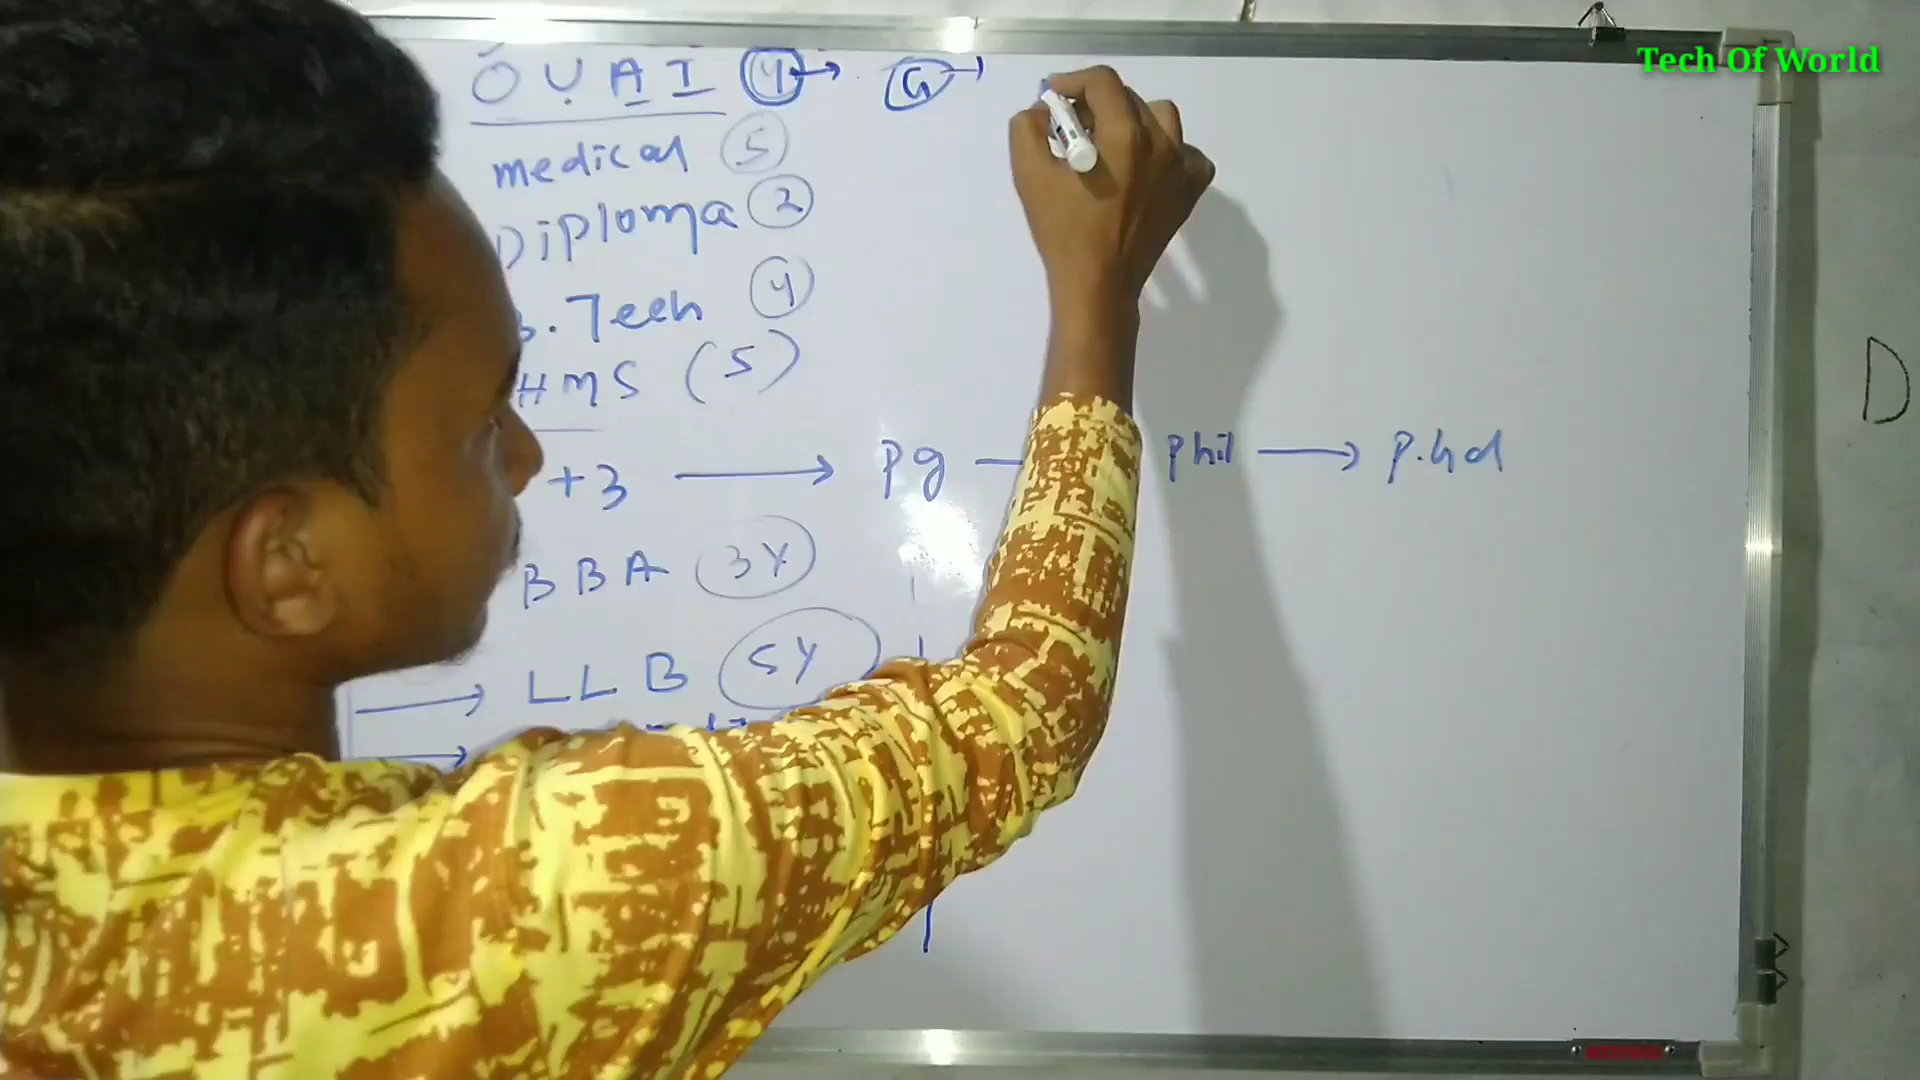 Tech Of World
O U A I 4 → G →
medical 5
Diploma 2
B. Tech 4
HMS (5)
+3 → Pg — Phil → P.hd
BBA 3Y
→ LLB 5Y
→
D